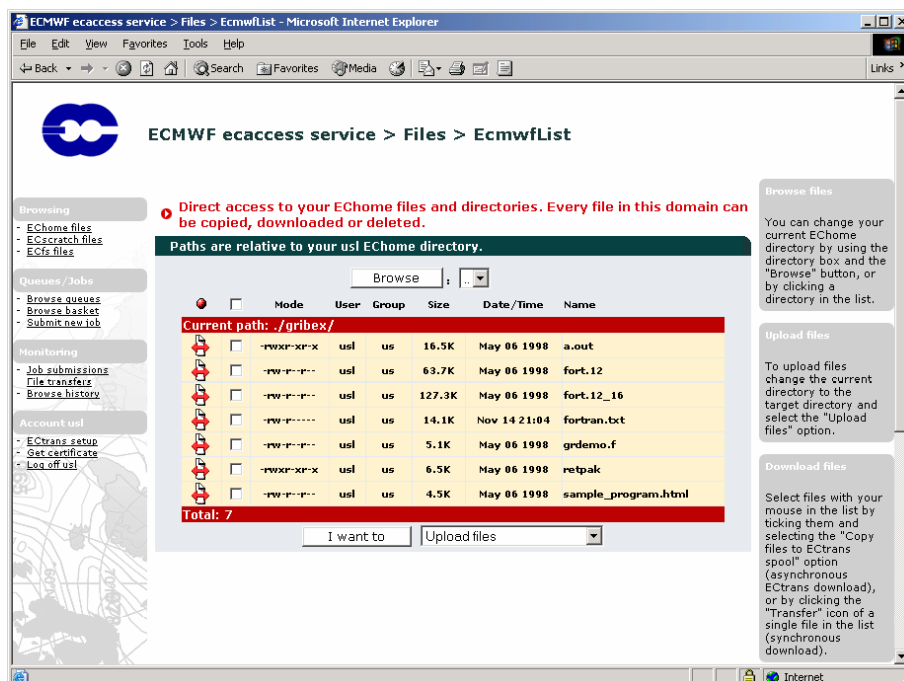 ECMWF ecaccess service > Files > EcmwfList - Microsoft Internet Explorer
File Edit View Favorites Tools Help
Back Search Favorites Media Links
ECMWF ecaccess service > Files > EcmwfList
Browsing
- EChome files
- ECscratch files
- ECfs files
Queues/Jobs
- Browse queues
- Browse basket
- Submit new job
Monitoring
- Job submissions
File transfers
- Browse history
Account usl
- ECtrans setup
- Get certificate
- Log off usl
Direct access to your EChome files and directories. Every file in this domain can
be copied, downloaded or deleted.
Paths are relative to your usl EChome directory.
Browse : ..
Mode User Group Size Date/Time Name
Current path: ./gribex/
-rwxr-xr-x usl us 16.5K May 06 1998 a.out
-rw-r--r-- usl us 63.7K May 06 1998 fort.12
-rw-r--r-- usl us 127.3K May 06 1998 fort.12_16
-rw-r----- usl us 14.1K Nov 14 21:04 fortran.txt
-rw-r--r-- usl us 5.1K May 06 1998 grdemo.f
-rwxr-xr-x usl us 6.5K May 06 1998 retpak
-rw-r--r-- usl us 4.5K May 06 1998 sample_program.html
Total: 7
I want to Upload files
Browse files
You can change your
current EChome
directory by using the
directory box and the
"Browse" button, or
by clicking a
directory in the list.
Upload files
To upload files
change the current
directory to the
target directory and
select the "Upload
files" option.
Download files
Select files with your
mouse in the list by
ticking them and
selecting the "Copy
files to ECtrans
spool" option
(asynchronous
ECtrans download),
or by clicking the
"Transfer" icon of a
single file in the list
(synchronous
download).
Internet